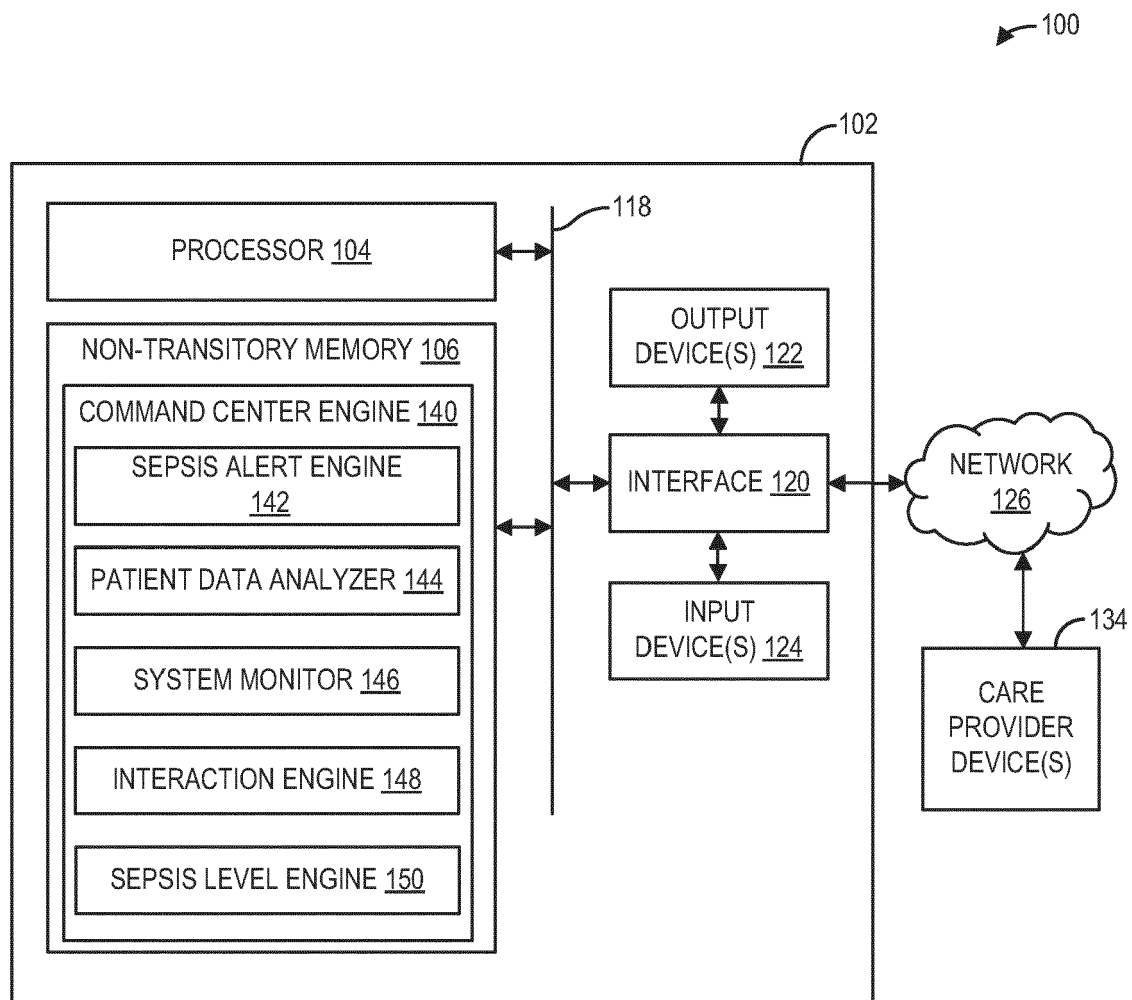 100
102
PROCESSOR 104
118
NON-TRANSITORY MEMORY 106
COMMAND CENTER ENGINE 140
SEPSIS ALERT ENGINE
142
PATIENT DATA ANALYZER 144
SYSTEM MONITOR 146
INTERACTION ENGINE 148
SEPSIS LEVEL ENGINE 150
OUTPUT
DEVICE(S) 122
INTERFACE 120
INPUT
DEVICE(S) 124
NETWORK
126
134
CARE
PROVIDER
DEVICE(S)